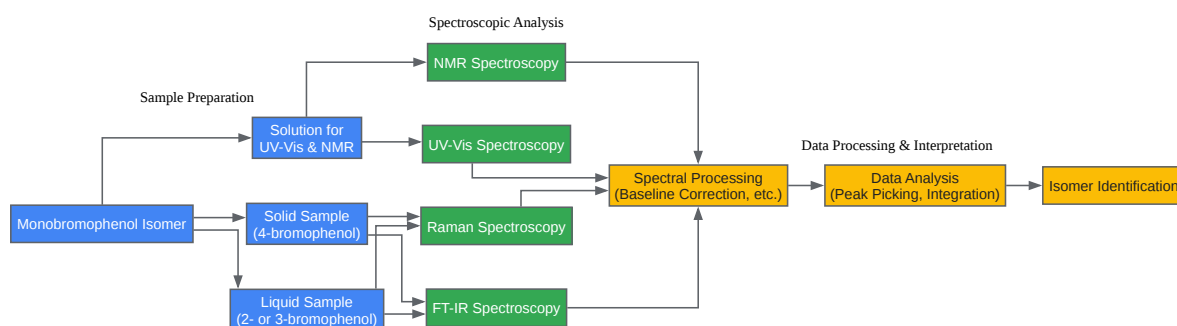 Spectroscopic Analysis
NMR Spectroscopy
Sample Preparation
Solution for
UV-Vis & NMR
UV-Vis Spectroscopy
Data Processing & Interpretation
Spectral Processing
(Baseline Correction, etc.)
Data Analysis
(Peak Picking, Integration)
Isomer Identification
Monobromophenol Isomer
Solid Sample
(4-bromophenol)
Raman Spectroscopy
Liquid Sample
(2- or 3-bromophenol)
FT-IR Spectroscopy